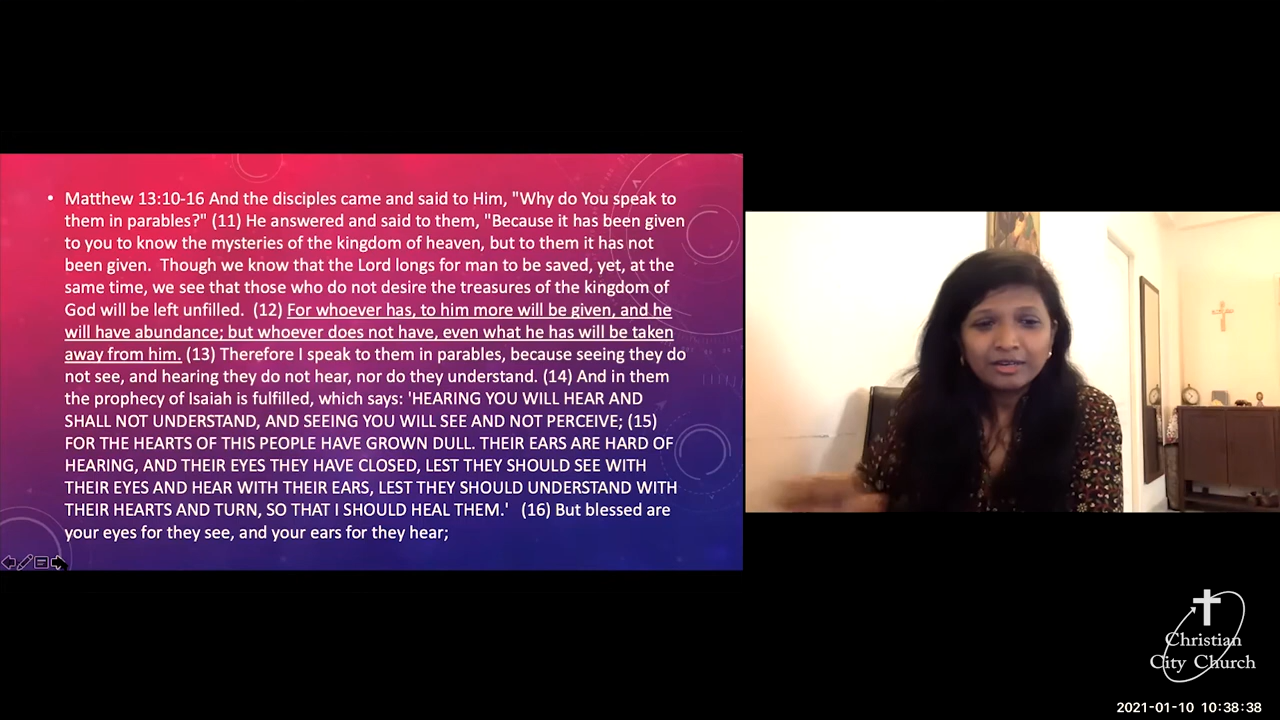 • Matthew 13:10-16 And the disciples came and said to Him, "Why do You speak to
them in parables?" (11) He answered and said to them, "Because it has been given
to you to know the mysteries of the kingdom of heaven, but to them it has not
been given.  Though we know that the Lord longs for man to be saved, yet, at the
same time, we see that those who do not desire the treasures of the kingdom of
God will be left unfilled.  (12) For whoever has, to him more will be given, and he
will have abundance; but whoever does not have, even what he has will be taken
away from him. (13) Therefore I speak to them in parables, because seeing they do
not see, and hearing they do not hear, nor do they understand. (14) And in them
the prophecy of Isaiah is fulfilled, which says: 'HEARING YOU WILL HEAR AND
SHALL NOT UNDERSTAND, AND SEEING YOU WILL SEE AND NOT PERCEIVE; (15)
FOR THE HEARTS OF THIS PEOPLE HAVE GROWN DULL. THEIR EARS ARE HARD OF
HEARING, AND THEIR EYES THEY HAVE CLOSED, LEST THEY SHOULD SEE WITH
THEIR EYES AND HEAR WITH THEIR EARS, LEST THEY SHOULD UNDERSTAND WITH
THEIR HEARTS AND TURN, SO THAT I SHOULD HEAL THEM.'  (16) But blessed are
your eyes for they see, and your ears for they hear;
Christian
City Church
2021-01-10 10:38:38